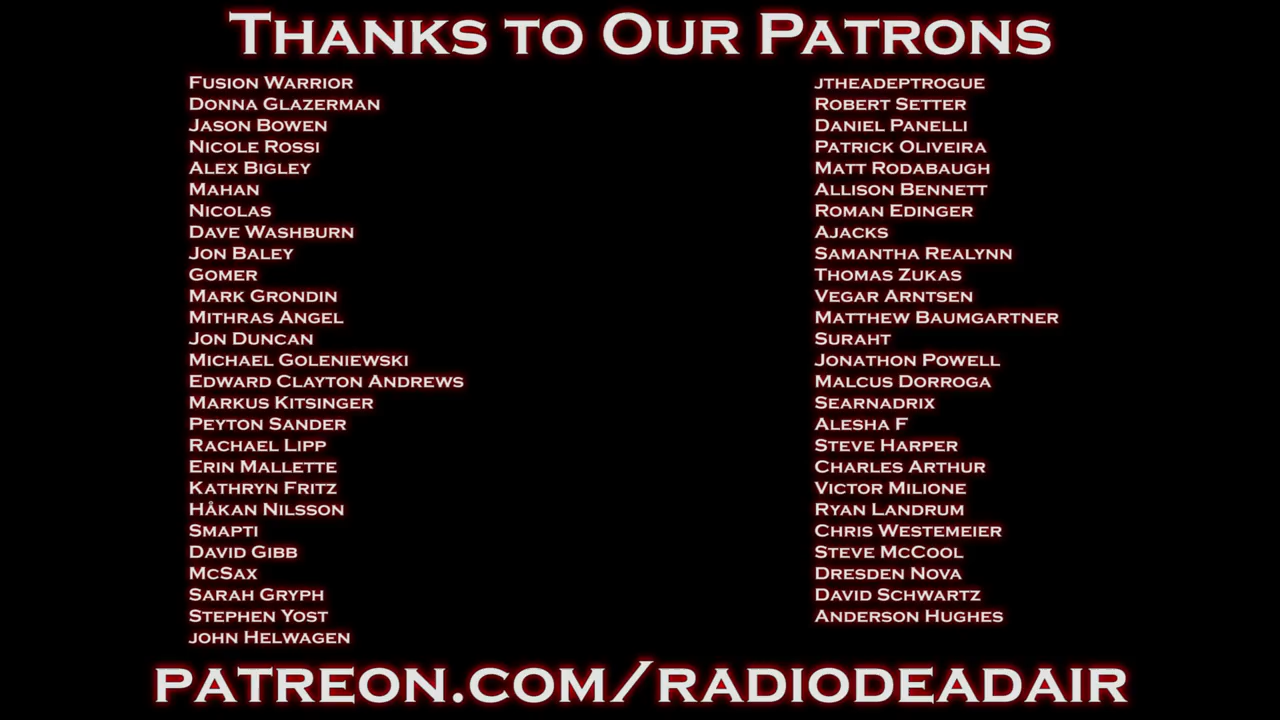 Thanks to Our Patrons
Fusion Warrior
Donna Glazerman
Jason Bowen
Nicole Rossi
Alex Bigley
Mahan
Nicolas
Dave Washburn
Jon Baley
Gomer
Mark Grondin
Mithras Angel
Jon Duncan
Michael Goleniewski
Edward Clayton Andrews
Markus Kitsinger
Peyton Sander
Rachael Lipp
Erin Mallette
Kathryn Fritz
Håkan Nilsson
Smapti
David Gibb
McSax
Sarah Gryph
Stephen Yost
john Helwagen
jtheadeptrogue
Robert Setter
Daniel Panelli
Patrick Oliveira
Matt Rodabaugh
Allison Bennett
Roman Edinger
Ajacks
Samantha Realynn
Thomas Zukas
Vegar Arntsen
Matthew Baumgartner
Suraht
Jonathon Powell
Malcus Dorroga
Searnadrix
Alesha F
Steve Harper
Charles Arthur
Victor Milione
Ryan Landrum
Chris Westemeier
Steve McCool
Dresden Nova
David Schwartz
Anderson Hughes
patreon.com/radiodeadair